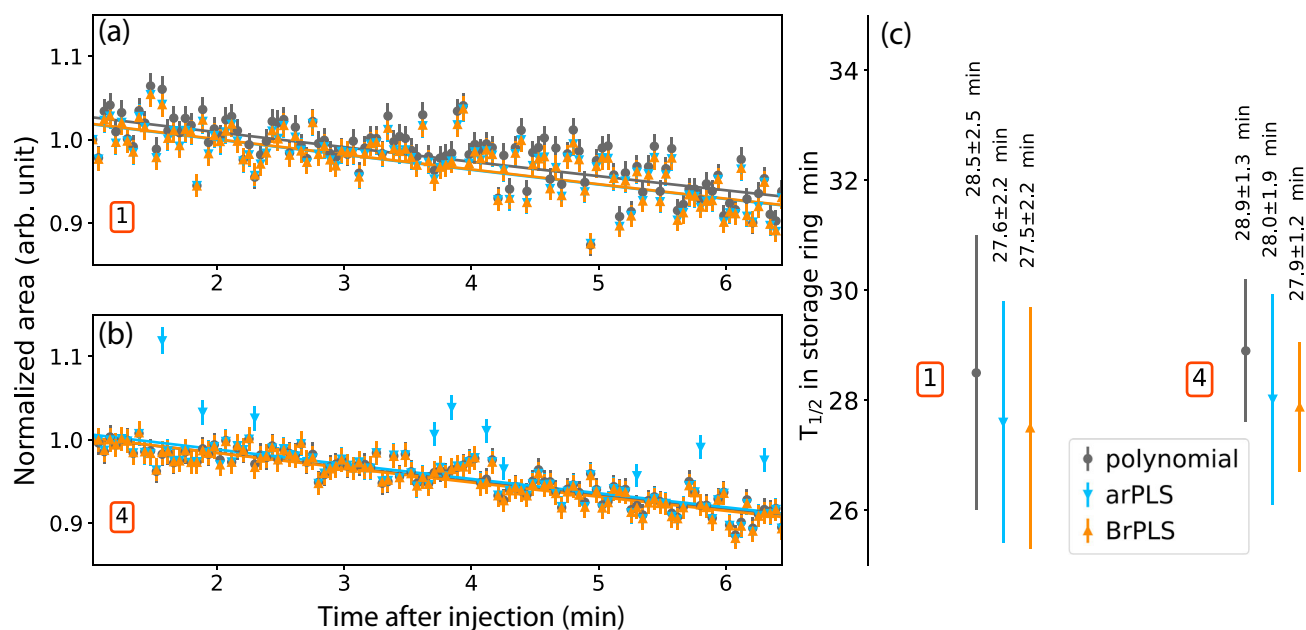 (a)
1.1
1.0
0.9
1
2
3
4
5
6
(b)
1.1
1.0
0.9
4
2
3
4
5
6
Normalized area (arb. unit)
Time after injection (min)
(c)
34
32
30
28
26
T1/2 in storage ring min
28.5±2.5 min
27.6±2.2 min
27.5±2.2 min
28.9±1.3 min
28.0±1.9 min
27.9±1.2 min
1
4
polynomial
arPLS
BrPLS